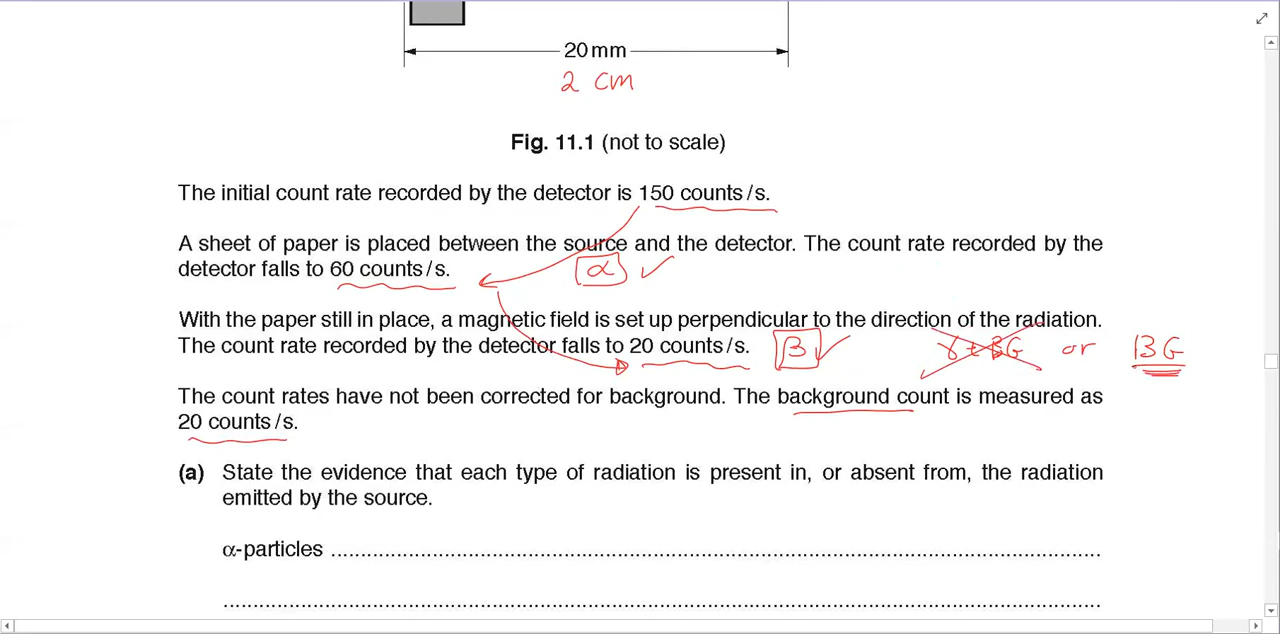 20 mm
2 cm
Fig. 11.1 (not to scale)
The initial count rate recorded by the detector is 150 counts/s.
A sheet of paper is placed between the source and the detector. The count rate recorded by the
detector falls to 60 counts/s. α
With the paper still in place, a magnetic field is set up perpendicular to the direction of the radiation.
The count rate recorded by the detector falls to 20 counts/s. β γ + BG or BG
The count rates have not been corrected for background. The background count is measured as
20 counts/s.
(a) State the evidence that each type of radiation is present in, or absent from, the radiation
emitted by the source.
α-particles ................................................................................
................................................................................